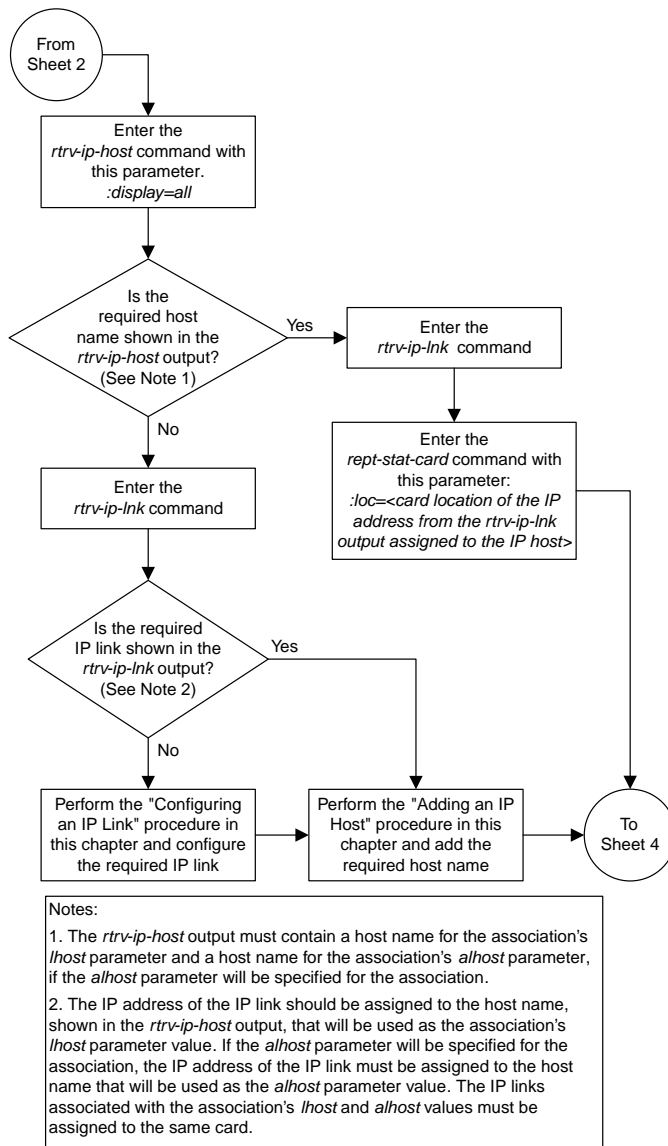 From
Sheet 2
Enter the
rtrv-ip-host command with
this parameter.
:display=all
Is the
required host
name shown in the
rtrv-ip-host output?
(See Note 1)
Yes
Enter the
rtrv-ip-lnk command
No
Enter the
rept-stat-card command with
this parameter:
:loc=<card location of the IP
address from the rtrv-ip-lnk
output assigned to the IP host>
Enter the
rtrv-ip-lnk command
Is the required
IP link shown in the
rtrv-ip-lnk output?
(See Note 2)
Yes
No
Perform the "Configuring
an IP Link" procedure in
this chapter and configure
the required IP link
Perform the "Adding an IP
Host" procedure in this
chapter and add the
required host name
To
Sheet 4
Notes:
1. The rtrv-ip-host output must contain a host name for the association's
lhost parameter and a host name for the association's alhost parameter,
if the alhost parameter will be specified for the association.
2. The IP address of the IP link should be assigned to the host name,
shown in the rtrv-ip-host output, that will be used as the association's
lhost parameter value. If the alhost parameter will be specified for the
association, the IP address of the IP link must be assigned to the host
name that will be used as the alhost parameter value. The IP links
associated with the association's lhost and alhost values must be
assigned to the same card.